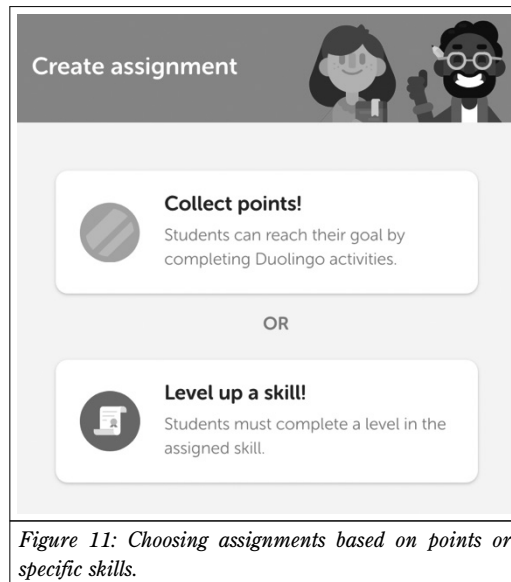 Create assignment
Collect points!
Students can reach their goal by
completing Duolingo activities.
OR
Level up a skill!
Students must complete a level in the
assigned skill.
Figure 11: Choosing assignments based on points or
specific skills.